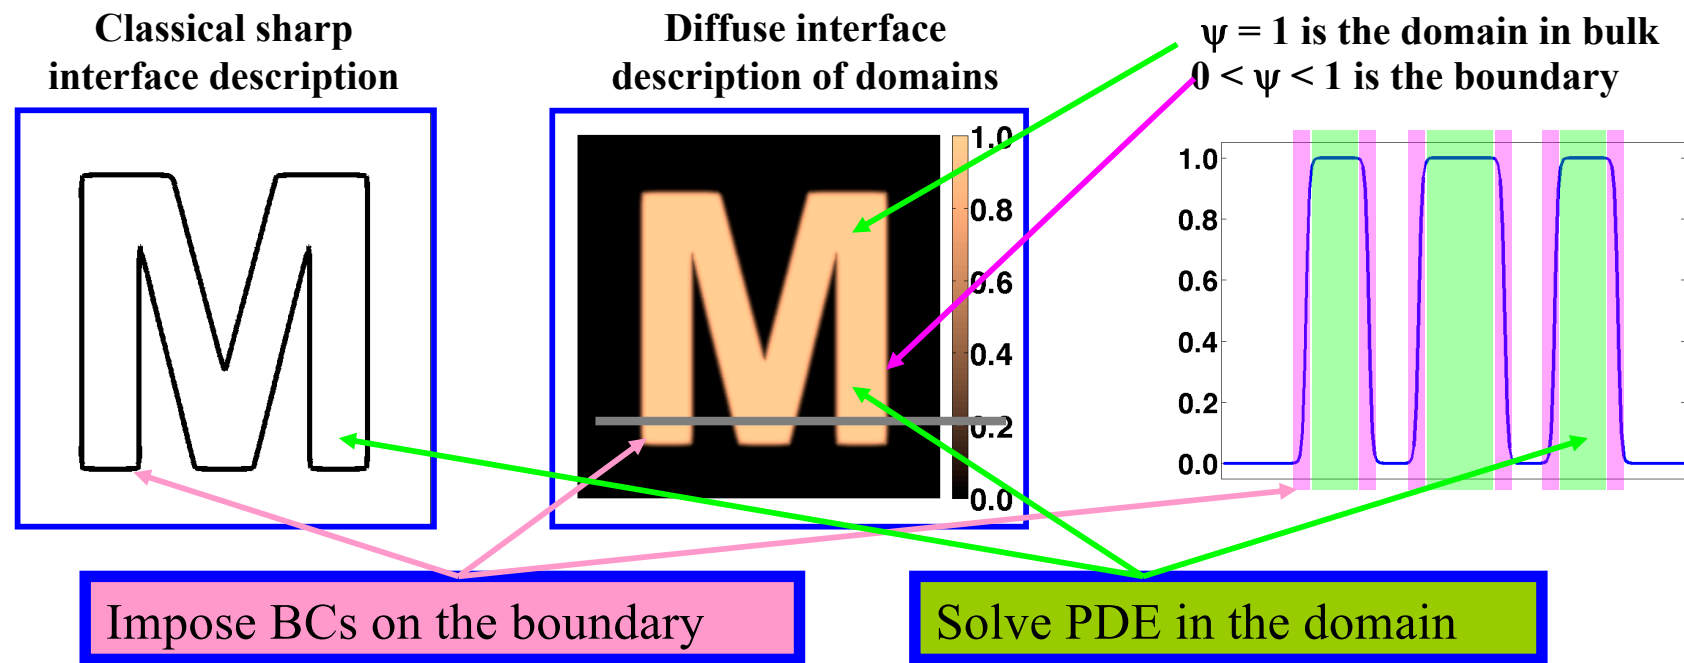 Classical sharp
interface description
Diffuse interface
description of domains
ψ = 1 is the domain in bulk
0 < ψ < 1 is the boundary
1.0
0.8
0.6
0.4
0.2
0.0
1.0
0.8
0.6
0.4
0.2
0.0
Impose BCs on the boundary
Solve PDE in the domain